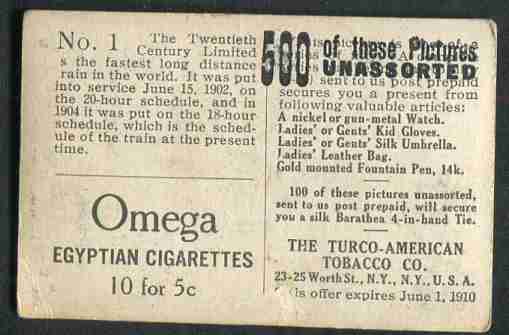 No. 1 The Twentieth
Century Limited
s the fastest long distance
rain in the world. It was put
into service June 15, 1902, on
the 20-hour schedule, and in
1904 it was put on the 18-hour
schedule, which is the sched-
ule of the train at the present
time.
Omega
EGYPTIAN CIGARETTES
10 for 5c
500 of these Pictures
UNASSORTED
) sent to us post prepaid
secures you a present from
following valuable articles:
A nickel or gun-metal Watch.
Ladies' or Gents' Kid Gloves.
Ladies' or Gents' Silk Umbrella.
Ladies' Leather Bag.
Gold mounted Fountain Pen, 14k.
100 of these pictures unassorted,
sent to us post prepaid, will secure
you a silk Barathea 4-in-hand Tie.
THE TURCO-AMERICAN
TOBACCO CO.
23-25 Worth St., N.Y., N.Y., U.S.A.
is offer expires June 1, 1910